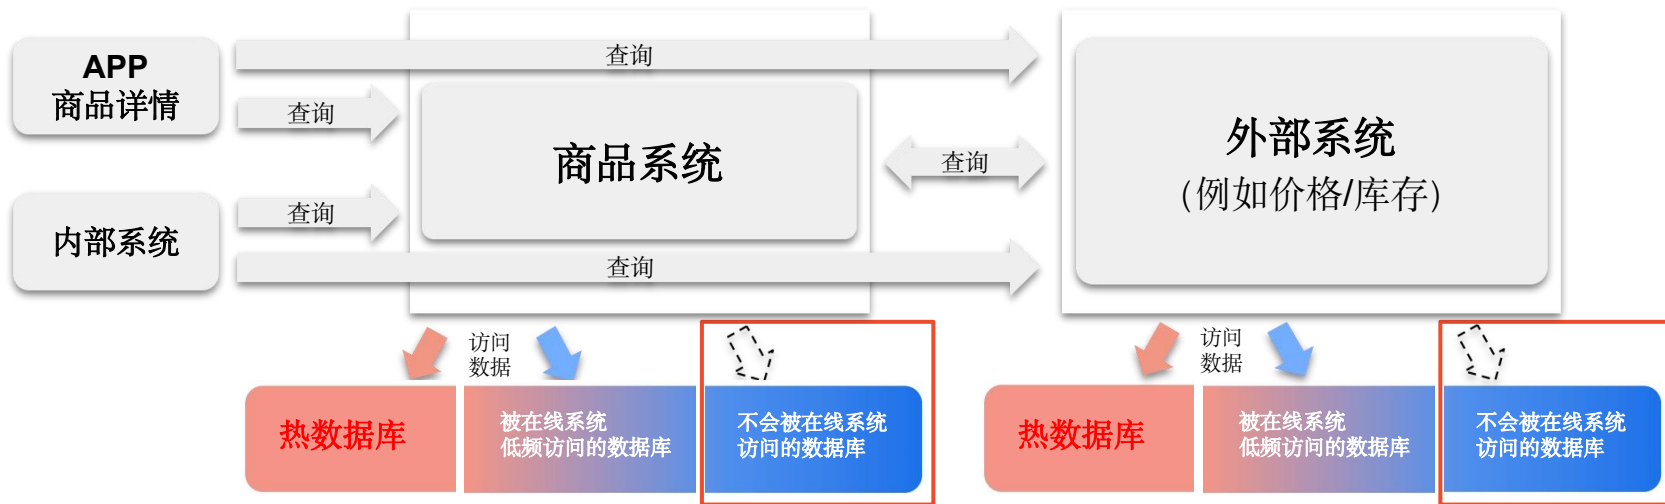 APP
商品详情
内部系统
查询
查询
查询
查询
商品系统
查询
外部系统
（例如价格/库存）
访问
数据
热数据库
被在线系统
低频访问的数据库
不会被在线系统
访问的数据库
访问
数据
热数据库
被在线系统
低频访问的数据库
不会被在线系统
访问的数据库